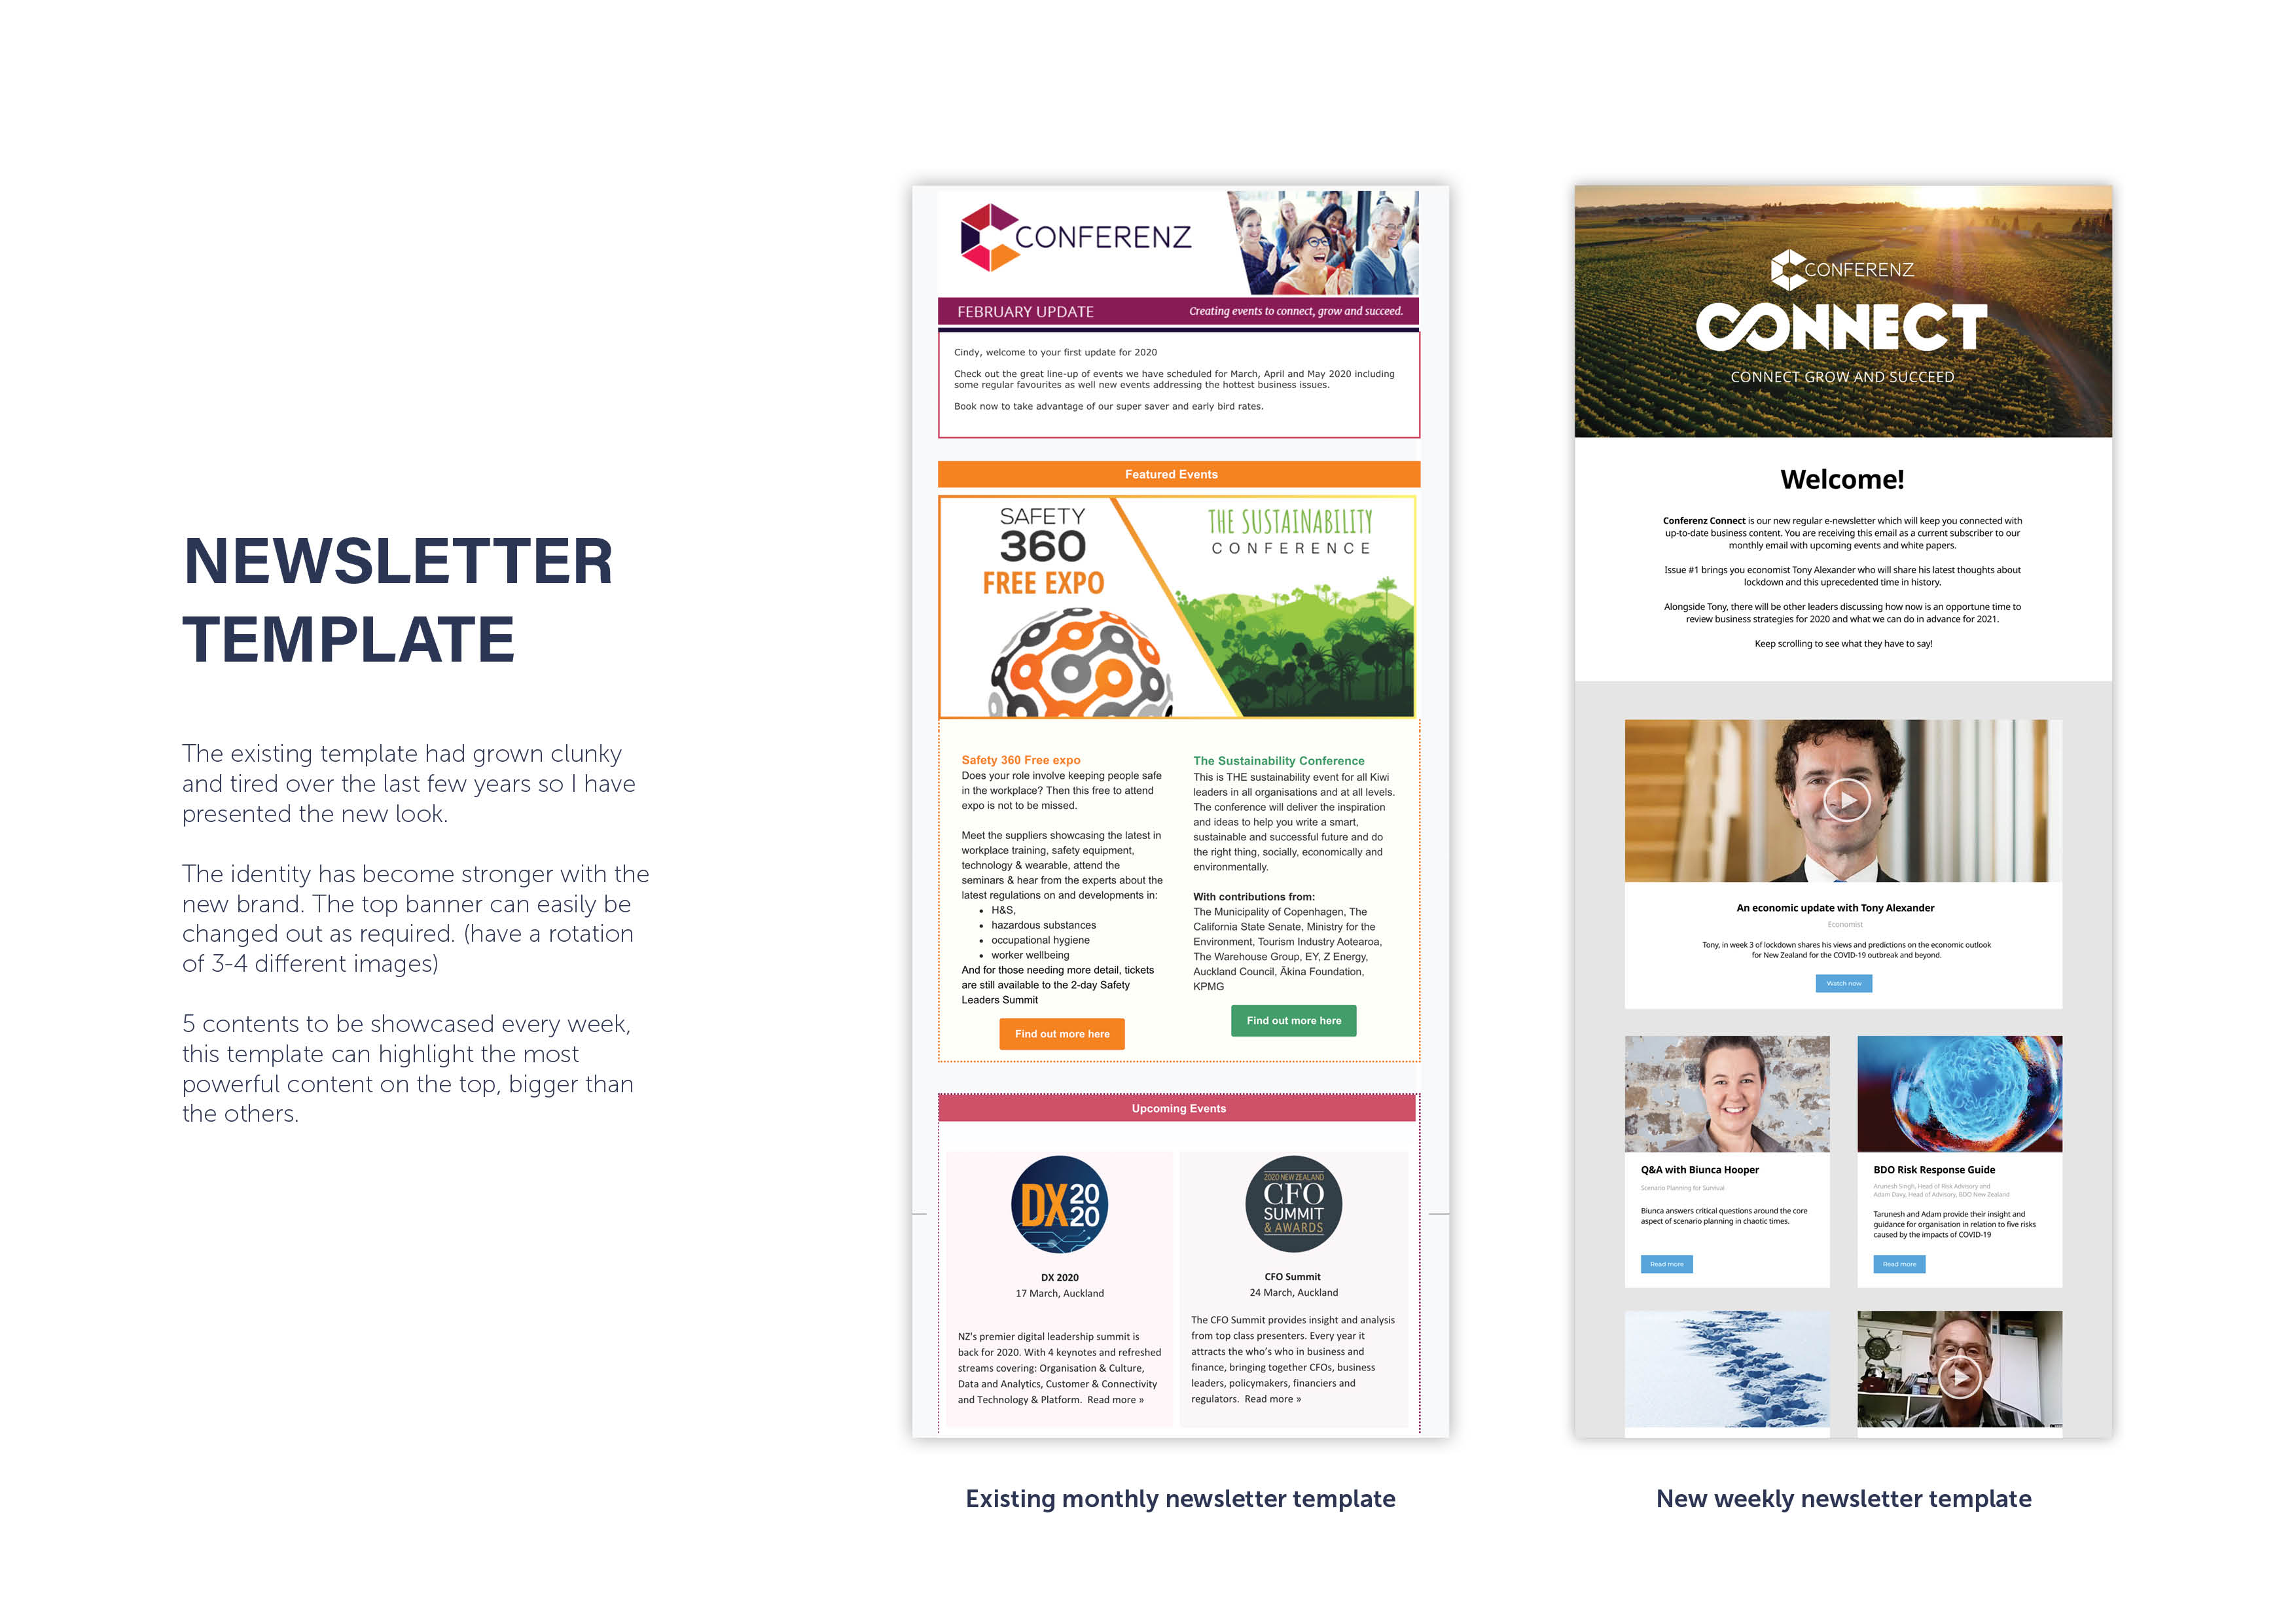 NEWSLETTER
TEMPLATE
The existing template had grown clunky
and tired over the last few years so I have
presented the new look.
The identity has become stronger with the
new brand. The top banner can easily be
changed out as required. (have a rotation
of 3-4 different images)
5 contents to be showcased every week,
this template can highlight the most
powerful content on the top, bigger than
the others.
CONFERENZ
FEBRUARY UPDATE
Creating events to connect, grow and succeed.
Cindy, welcome to your first update for 2020
Check out the great line-up of events we have scheduled for March, April and May 2020 including
some regular favourites as well new events addressing the hottest business issues.
Book now to take advantage of our super saver and early bird rates.
Featured Events
SAFETY
360
FREE EXPO
THE SUSTAINABILITY
CONFERENCE
Safety 360 Free expo
Does your role involve keeping people safe
in the workplace? Then this free to attend
expo is not to be missed.
Meet the suppliers showcasing the latest in
workplace training, safety equipment,
technology & wearable, attend the
seminars & hear from the experts about the
latest regulations on and developments in:
• H&S,
• hazardous substances
• occupational hygiene
• worker wellbeing
And for those needing more detail, tickets
are still available to the 2-day Safety
Leaders Summit
Find out more here
The Sustainability Conference
This is THE sustainability event for all Kiwi
leaders in all organisations and at all levels.
The conference will deliver the inspiration
and ideas to help you write a smart,
sustainable and successful future and do
the right thing, socially, economically and
environmentally.
With contributions from:
The Municipality of Copenhagen, The
California State Senate, Ministry for the
Environment, Tourism Industry Aotearoa,
The Warehouse Group, EY, Z Energy,
Auckland Council, Ākina Foundation,
KPMG
Find out more here
Upcoming Events
DX 20
20
DX 2020
17 March, Auckland
NZ's premier digital leadership summit is
back for 2020. With 4 keynotes and refreshed
streams covering: Organisation & Culture,
Data and Analytics, Customer & Connectivity
and Technology & Platform. Read more »
2020 NEW ZEALAND
CFO
SUMMIT
& AWARDS
CFO Summit
24 March, Auckland
The CFO Summit provides insight and analysis
from top class presenters. Every year it
attracts the who's who in business and
finance, bringing together CFOs, business
leaders, policymakers, financiers and
regulators. Read more »
Existing monthly newsletter template
CONFERENZ
CONNECT
CONNECT GROW AND SUCCEED
Welcome!
Conferenz Connect is our new regular e-newsletter which will keep you connected with
up-to-date business content. You are receiving this email as a current subscriber to our
monthly email with upcoming events and white papers.
Issue #1 brings you economist Tony Alexander who will share his latest thoughts about
lockdown and this uprecedented time in history.
Alongside Tony, there will be other leaders discussing how now is an opportune time to
review business strategies for 2020 and what we can do in advance for 2021.
Keep scrolling to see what they have to say!
An economic update with Tony Alexander
Economist
Tony, in week 3 of lockdown shares his views and predictions on the economic outlook
for New Zealand for the COVID-19 outbreak and beyond.
Watch now
Q&A with Biunca Hooper
Scenario Planning for Survival
Biunca answers critical questions around the core
aspect of scenario planning in chaotic times.
Read more
BDO Risk Response Guide
Arunesh Singh, Head of Risk Advisory and
Adam Davy, Head of Advisory, BDO New Zealand
Tarunesh and Adam provide their insight and
guidance for organisation in relation to five risks
caused by the impacts of COVID-19
Read more
New weekly newsletter template